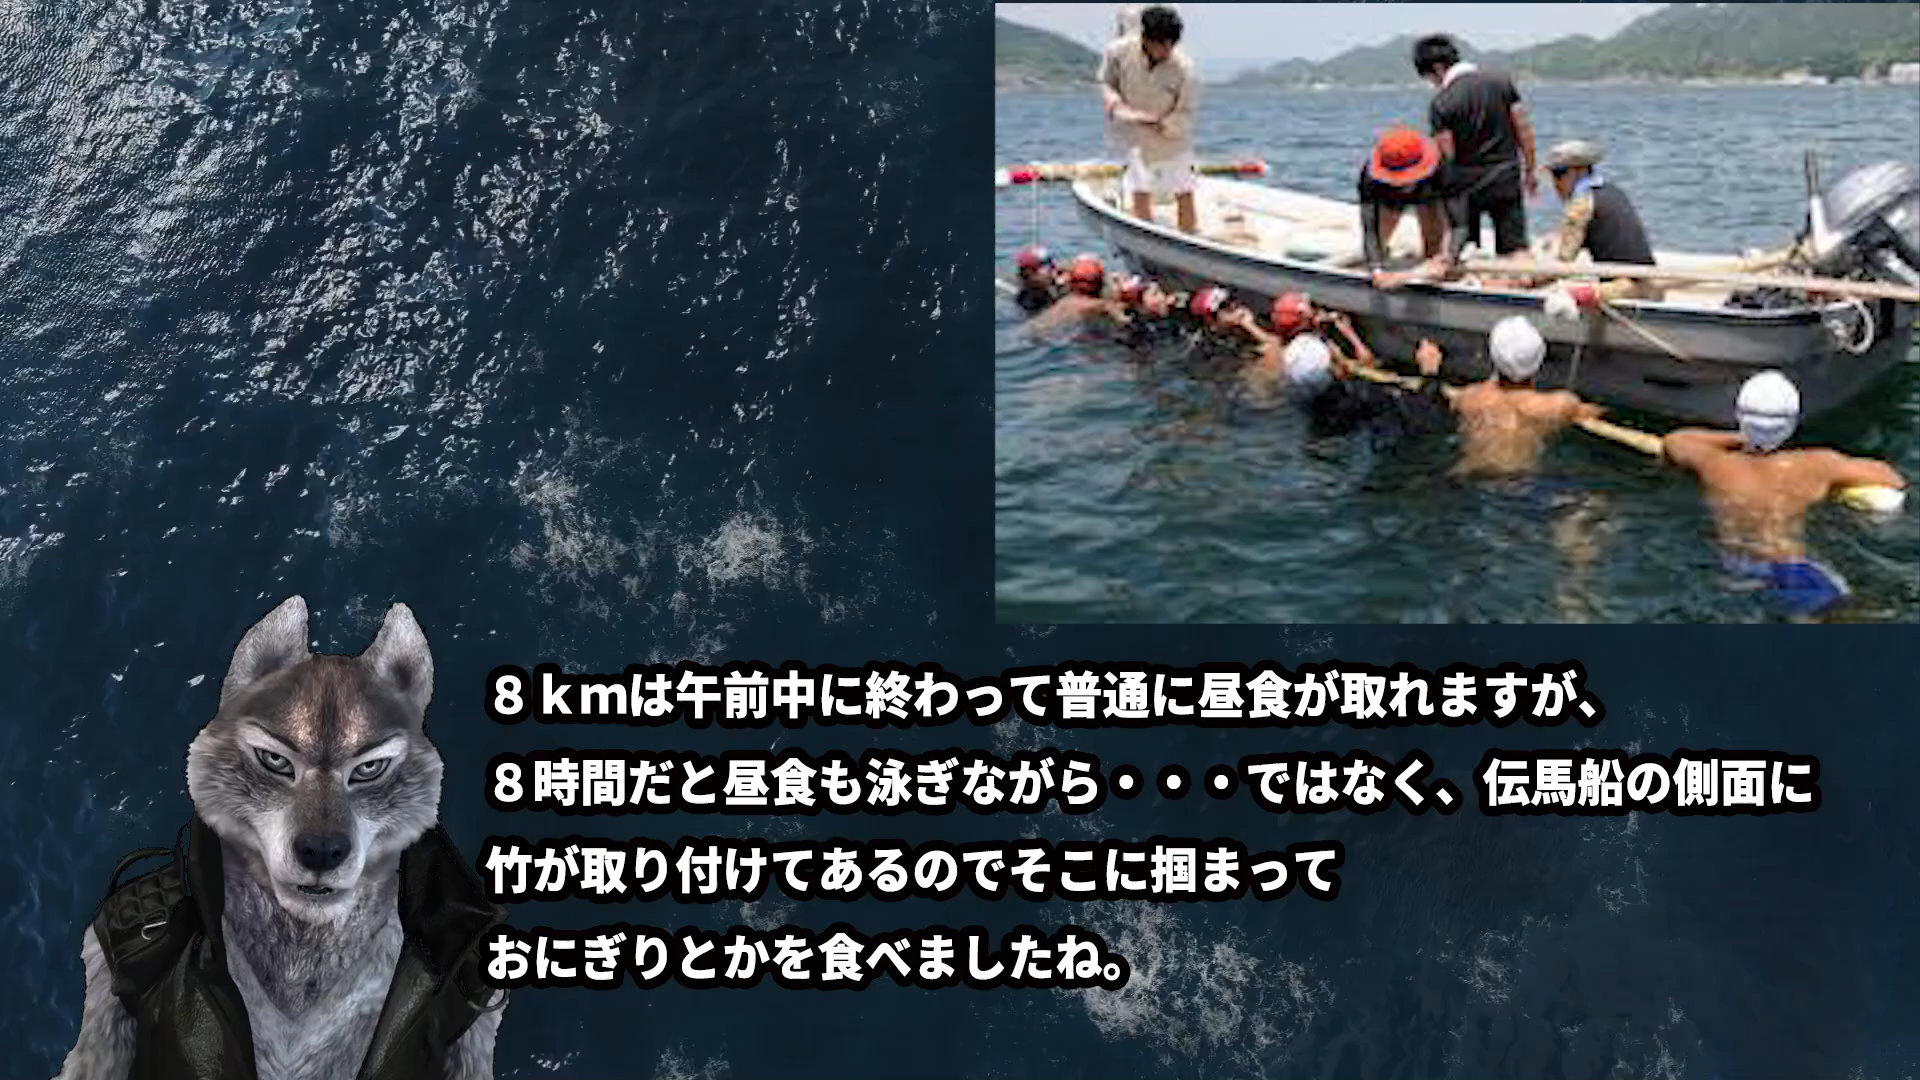 ８ｋｍは午前中に終わって普通に昼食が取れますが、
８時間だと昼食も泳ぎながら・・・ではなく、伝馬船の側面に
竹が取り付けてあるのでそこに掴まって
おにぎりとかを食べましたね。